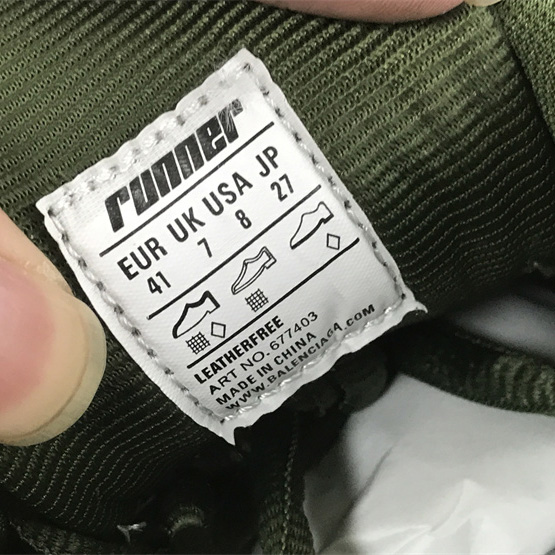 runner
EUR UK USA JP
41 7 8 27
LEATHERFREE
ART NO. 677403
MADE IN CHINA
WWW.BALENCIAGA.COM